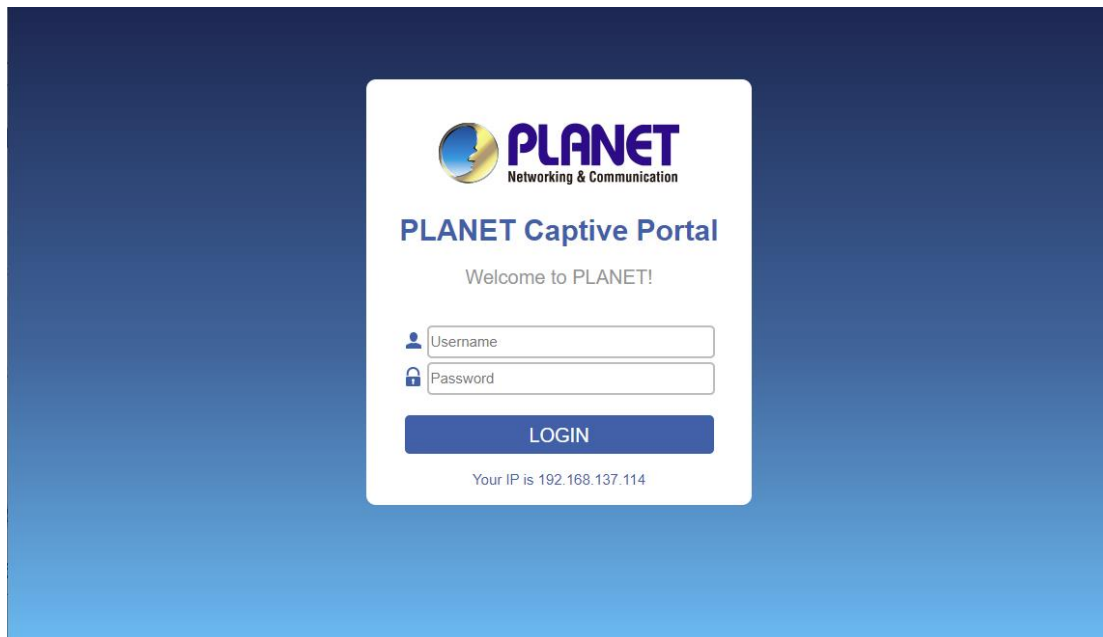 PLANET
Networking & Communication
PLANET Captive Portal
Welcome to PLANET!
Username
Password
LOGIN
Your IP is 192.168.137.114